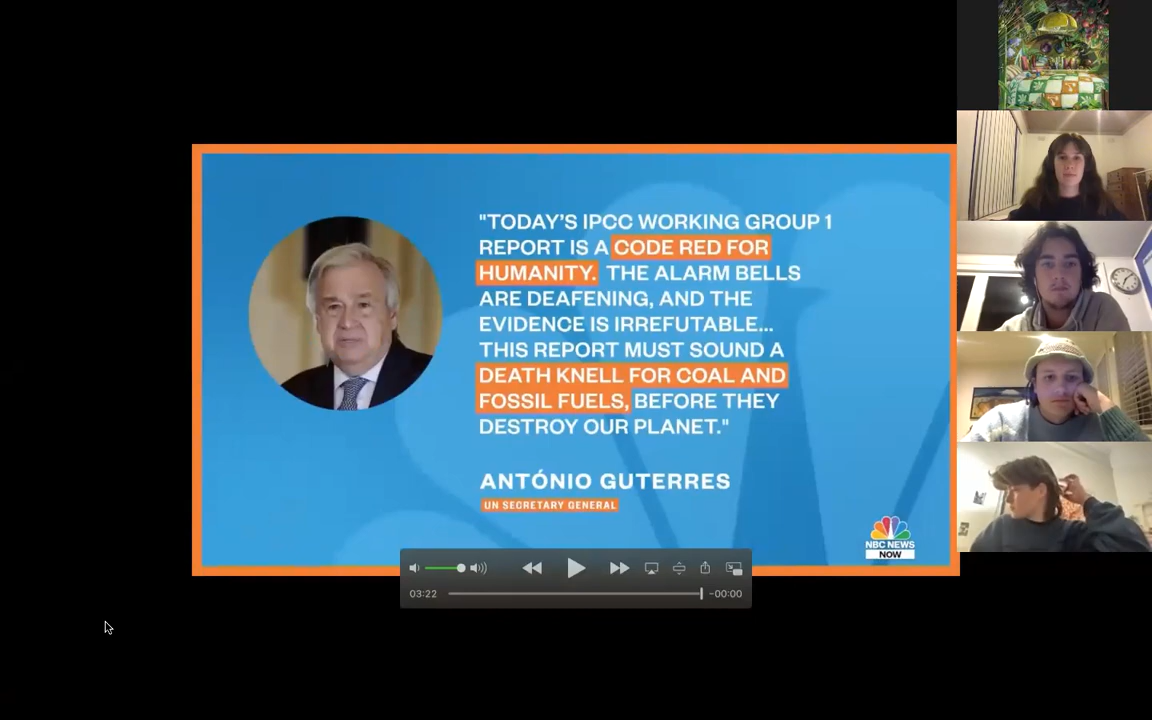 "TODAY'S IPCC WORKING GROUP 1
REPORT IS A CODE RED FOR
HUMANITY. THE ALARM BELLS
ARE DEAFENING, AND THE
EVIDENCE IS IRREFUTABLE...
THIS REPORT MUST SOUND A
DEATH KNELL FOR COAL AND
FOSSIL FUELS, BEFORE THEY
DESTROY OUR PLANET."
ANTÓNIO GUTERRES
UN SECRETARY GENERAL
NBC NEWS
NOW
03:22
-00:00